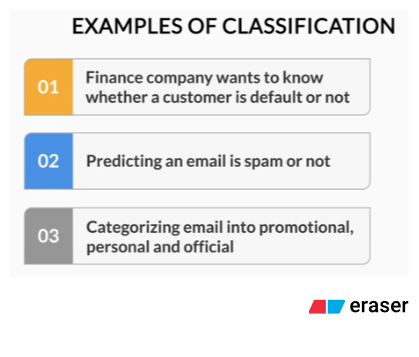 EXAMPLES OF CLASSIFICATION
01
Finance company wants to know
whether a customer is default or not
02
Predicting an email is spam or not
03
Categorizing email into promotional,
personal and official
eraser